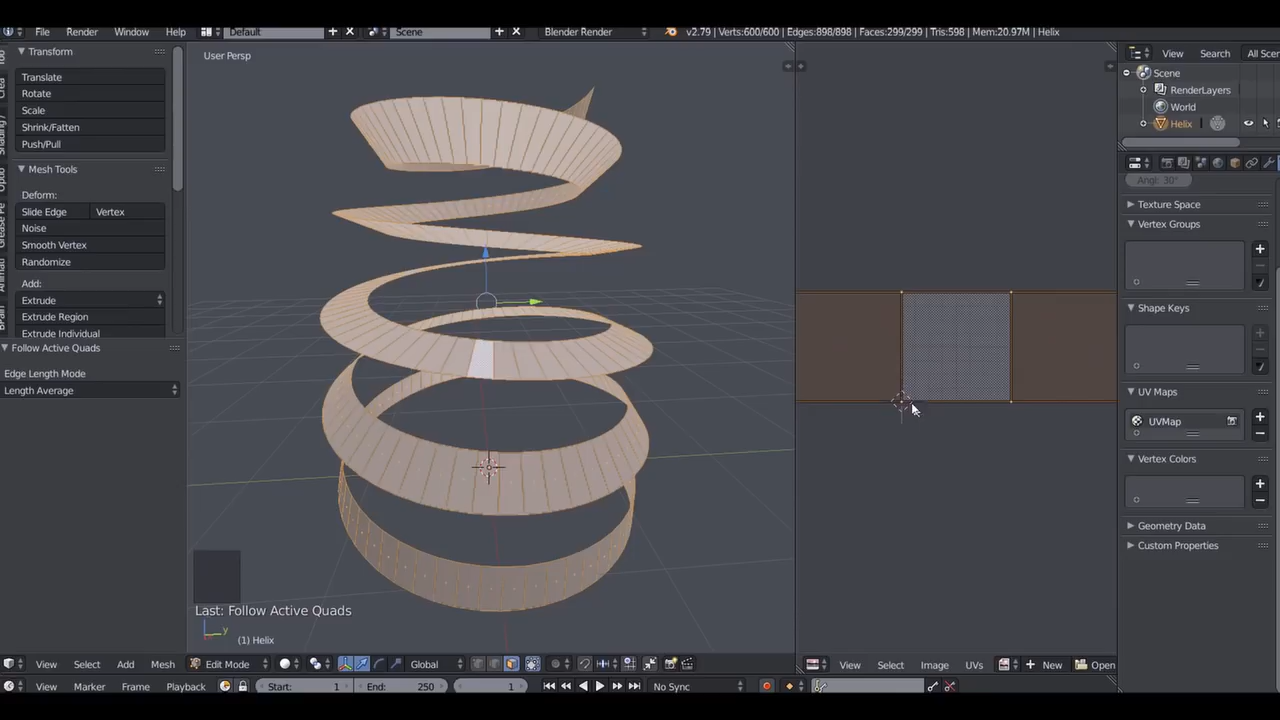 File Render Window Help Default Scene Blender Render v2.79 | Verts:600/600 | Edges:898/898 | Faces:299/299 | Tris:598 | Mem:20.97M | Helix
Transform
Translate
Rotate
Scale
Shrink/Fatten
Push/Pull
Mesh Tools
Deform:
Slide Edge Vertex
Noise
Smooth Vertex
Randomize
Add:
Extrude
Extrude Region
Extrude Individual
Follow Active Quads
Edge Length Mode
Length Average
User Persp
Last: Follow Active Quads
(1) Helix
View Search All Scen
Scene
RenderLayers
World
Helix
Angl: 30°
Texture Space
Vertex Groups
Shape Keys
UV Maps
UVMap
Vertex Colors
Geometry Data
Custom Properties
View Select Add Mesh Edit Mode Global
View Select Image UVs New Open
View Marker Frame Playback Start: 1 End: 250 1 No Sync